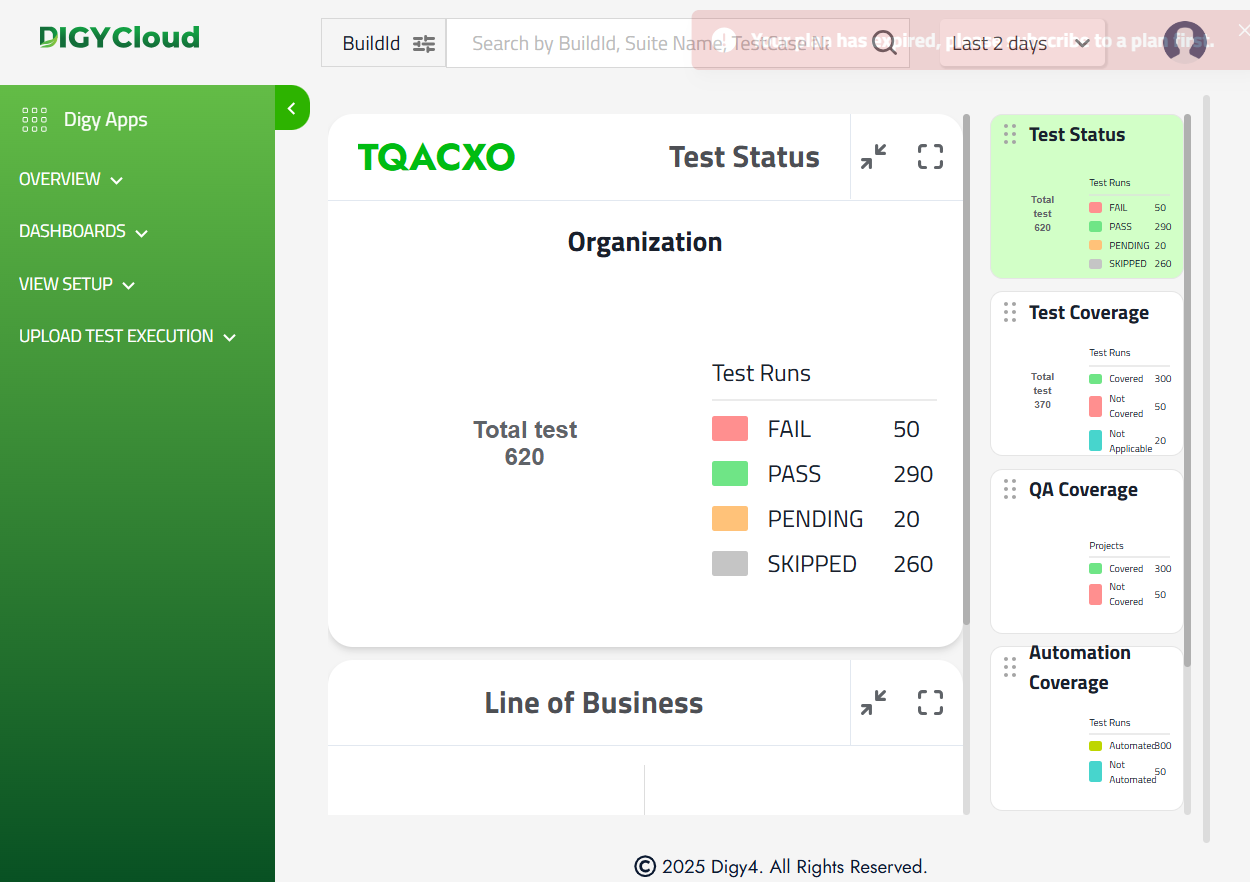 DIGYCloud
BuildId
Search by BuildId, Suite Name, TestCase
Last 2 days
Your plan has expired, please subscribe to a plan first.
Digy Apps
OVERVIEW
DASHBOARDS
VIEW SETUP
UPLOAD TEST EXECUTION
TQACXO
Test Status
Organization
Total test
620
Test Runs
FAIL 50
PASS 290
PENDING 20
SKIPPED 260
Line of Business
Test Status
Total
test
620
Test Runs
FAIL 50
PASS 290
PENDING 20
SKIPPED 260
Test Coverage
Total
test
370
Test Runs
Covered 300
Not
Covered 50
Not
Applicable 20
QA Coverage
Projects
Covered 300
Not
Covered 50
Automation
Coverage
Test Runs
Automated 300
Not
Automated 50
© 2025 Digy4. All Rights Reserved.